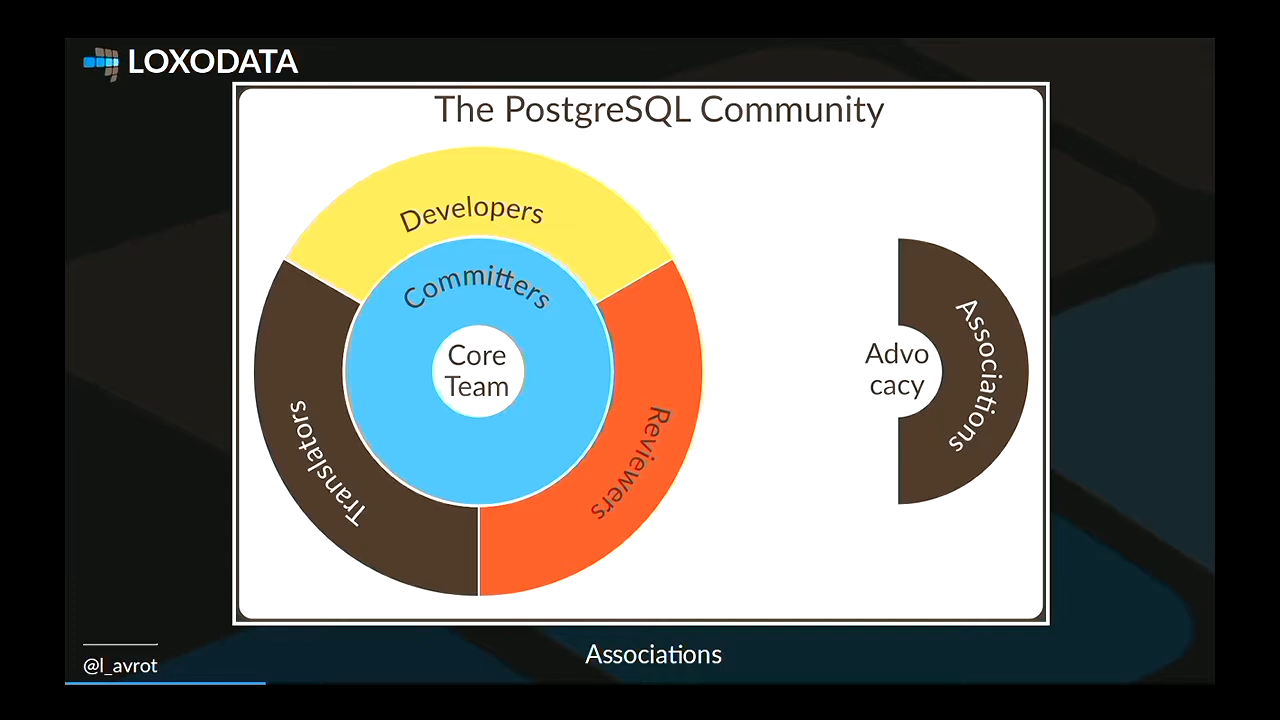 LOXODATA
The PostgreSQL Community
Developers
Committers
Core
Team
Translators
Reviewers
Advo
cacy
Associations
Associations
@l_avrot